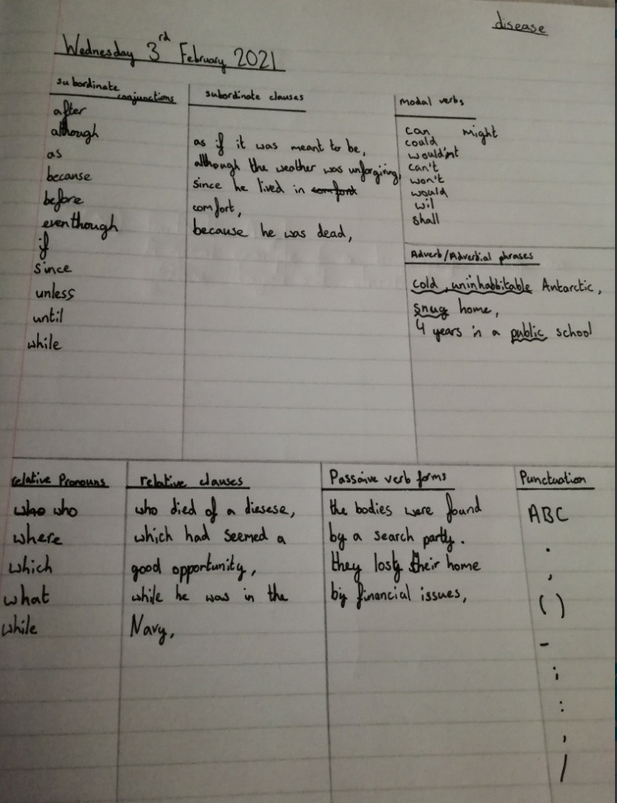 disease
Wednesday 3rd February 2021
subordinate conjunctions
after
although
as
because
before
eventhough
if
since
unless
until
while
subordinate clauses
as if it was meant to be,
although the weather was unforgiving,
since he lived in comfort
comfort,
because he was dead,
modal verbs
can might
could
wouldn't
can't
won't
would
wil
shall
Adverb/Adverbial phrases
cold, uninhabbitable Antarctic,
snug home,
4 years in a public school
relative Pronouns
who who
where
which
what
while
relative clauses
who died of a diesese,
which had seemed a
good opportunity,
while he was in the
Navy,
Passaive verb forms
the bodies were found
by a search party.
they losty their home
by financial issues,
Punctuation
ABC
.
,
( )
-
;
:
,
/